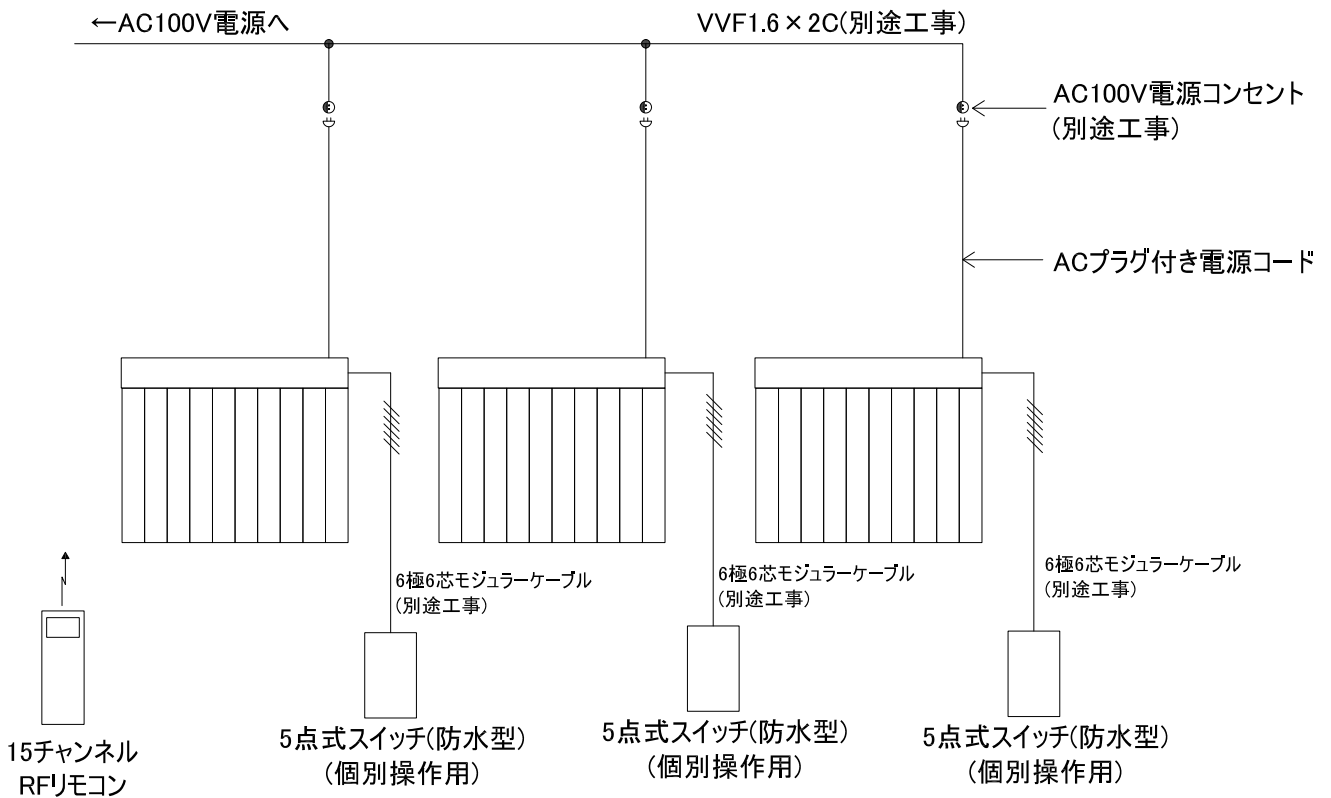 ←AC100V電源へ
VVF1.6×2C(別途工事)
AC100V電源コンセント
(別途工事)
ACプラグ付き電源コード
6極6芯モジュラーケーブル
(別途工事)
6極6芯モジュラーケーブル
(別途工事)
6極6芯モジュラーケーブル
(別途工事)
15チャンネル
RFリモコン
5点式スイッチ(防水型)
(個別操作用)
5点式スイッチ(防水型)
(個別操作用)
5点式スイッチ(防水型)
(個別操作用)